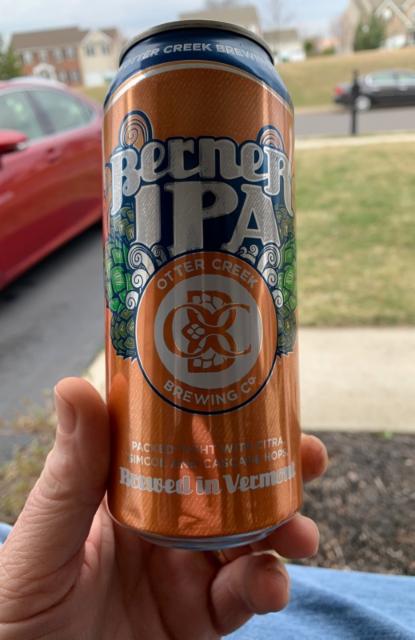 OTTER CREEK BREWING
Berner
IPA
OTTER CREEK
BREWING CO
PACKED TIGHT WITH CITRA,
SIMCOE AND CASCADE HOPS
Brewed in Vermont